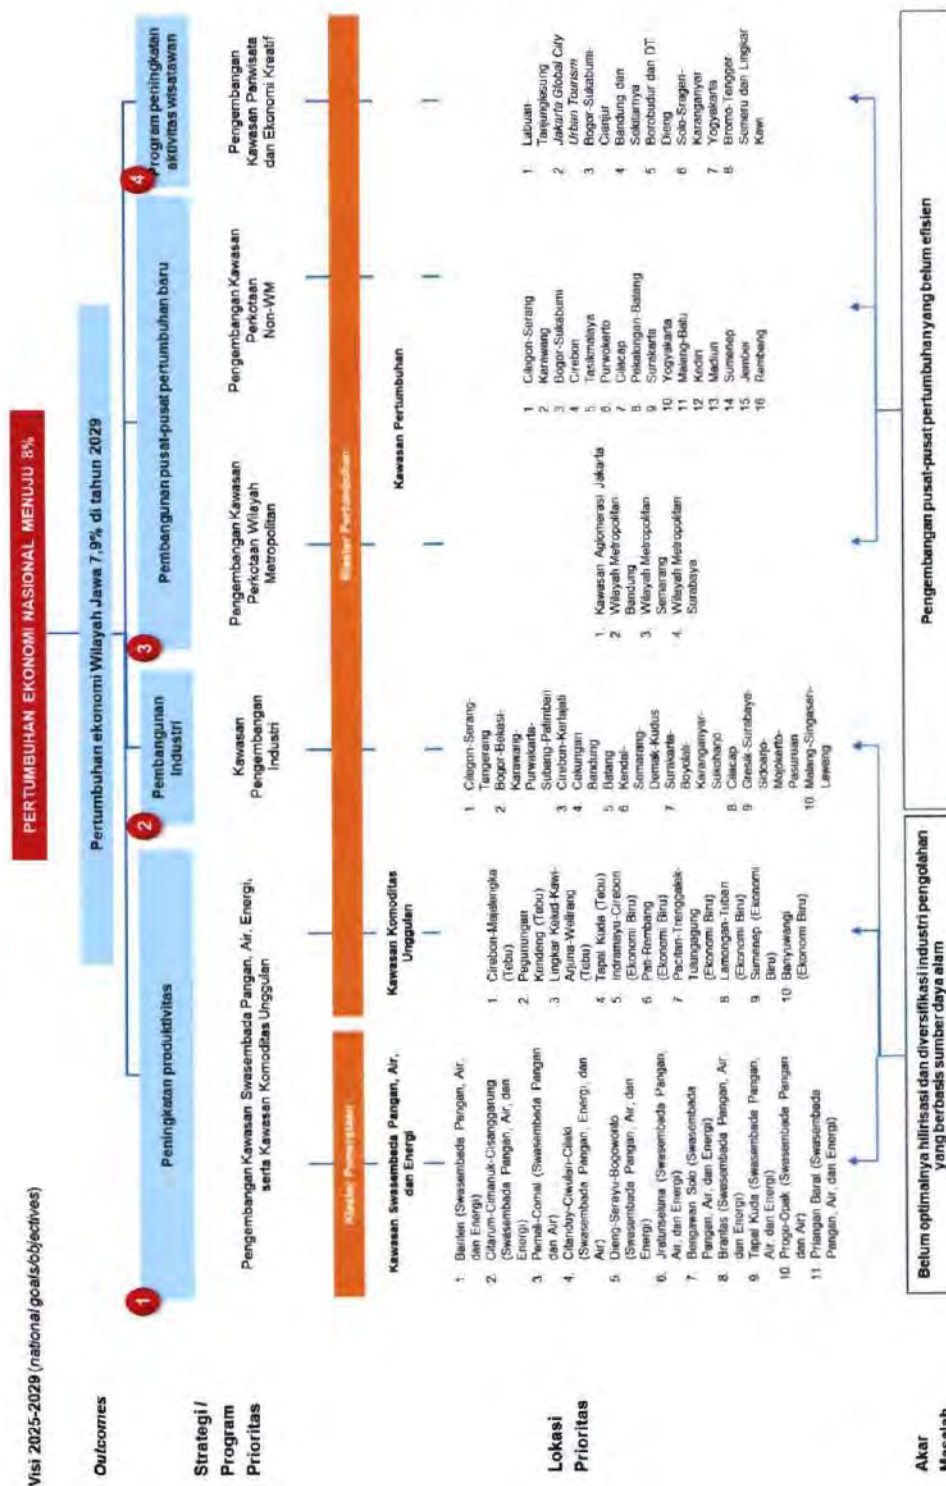 Visi 2025-2029 (national goals/objectives)
PERTUMBUHAN EKONOMI NASIONAL MENUJU 8%
Outcomes
Pertumbuhan ekonomi Wilayah Jawa 7,9% di tahun 2029
Strategi /
Program
Prioritas
1
Peningkatan produktivitas
2
Pembangunan
Industri
3
Pembangunan pusat-pusat pertumbuhan baru
4
Program peningkatan
aktivitas wisatawan
Pengembangan Kawasan Swasembada Pangan, Air, Energi,
serta Kawasan Komoditas Unggulan
Kawasan
Pengembangan
Industri
Pengembangan Kawasan
Perkotaan Wilayah
Metropolitan
Pengembangan Kawasan
Perkotaan
Non-WM
Pengembangan
Kawasan Pariwisata
dan Ekonomi Kreatif
Klaster Pemerataan
Klaster Pertumbuhan
Kawasan Swasembada Pangan, Air,
dan Energi
Kawasan Komoditas
Unggulan
Kawasan Pertumbuhan
Lokasi
Prioritas
1. Banten (Swasembada Pangan, Air,
dan Energi)
2. Citarum-Cimanuk-Cisanggarung
(Swasembada Pangan, Air, dan
Energi)
3. Pemali-Comal (Swasembada Pangan
dan Air)
4. Citanduy-Ciwulan-Cilaki
(Swasembada Pangan, Energi, dan
Air)
5. Dieng-Serayu-Bogowonto
(Swasembada Pangan, Air, dan
Energi)
6. Jratunseluna (Swasembada Pangan,
Air, dan Energi)
7. Bengawan Solo (Swasembada
Pangan, Air, dan Energi)
8. Brantas (Swasembada Pangan, Air,
dan Energi)
9. Tapal Kuda (Swasembada Pangan,
Air, dan Energi)
10. Progo-Opak (Swasembada Pangan
dan Air)
11 Priangan Barat (Swasembada
Pangan, Air, dan Energi)
1. Cirebon-Majalengka
(Tebu)
2. Pegunungan
Kendeng (Tebu)
3 Lingkar Kelud-Kawi-
Arjuna-Welirang
(Tebu)
4 Tapal Kuda (Tebu)
5. Indramayu-Cirebon
(Ekonomi Biru)
6 Pati-Rembang
(Ekonomi Biru)
7 Pacitan-Trenggalek-
Tulungagung
(Ekonomi Biru)
8 Lamongan-Tuban
(Ekonomi Biru)
9 Sumenep (Ekonomi
Biru)
10 Banyuwangi
(Ekonomi Biru)
1 Cilegon-Serang-
Tangerang
2 Bogor-Bekasi-
Karawang-
Purwakarta-
Subang-Patimban
3 Cirebon-Kertajati
4 Cekungan
Bandung
5 Batang
6 Kendal-
Semarang-
Demak-Kudus
7 Surakarta-
Boyolali-
Karanganyar-
Sukoharjo
8 Cilacap
9 Gresik-Surabaya-
Sidoarjo-
Mojokerto-
Pasuruan
10 Malang-Singasari-
Lawang
1. Kawasan Aglomerasi Jakarta
2 Wilayah Metropolitan
Bandung
3. Wilayah Metropolitan
Semarang
4. Wilayah Metropolitan
Surabaya
1 Cilegon-Serang
2 Karawang
3 Bogor-Sukabumi
4 Cirebon
5 Tasikmalaya
6. Purwokerto
7 Cilacap
8 Pekalongan-Batang
9 Surakarta
10 Yogyakarta
11 Malang-Batu
12 Kediri
13 Madiun
14 Sumenep
15 Jember
16 Rembang
1 Labuan-
Tanjunglesung
2 Jakarta Global City
Urban Tourism
3 Bogor-Sukabumi-
Cianjur
4 Bandung dan
Sekitarnya
5 Borobudur dan DT
Dieng
6 Solo-Sragen-
Karanganyar
7 Yogyakarta
8 Bromo-Tengger-
Semeru dan Lingkar
Kawi
Akar
Masalah
Belum optimalnya hilirisasi dan diversifikasi industri pengolahan
yang berbasis sumber daya alam
Pengembangan pusat-pusat pertumbuhan yang belum efisien